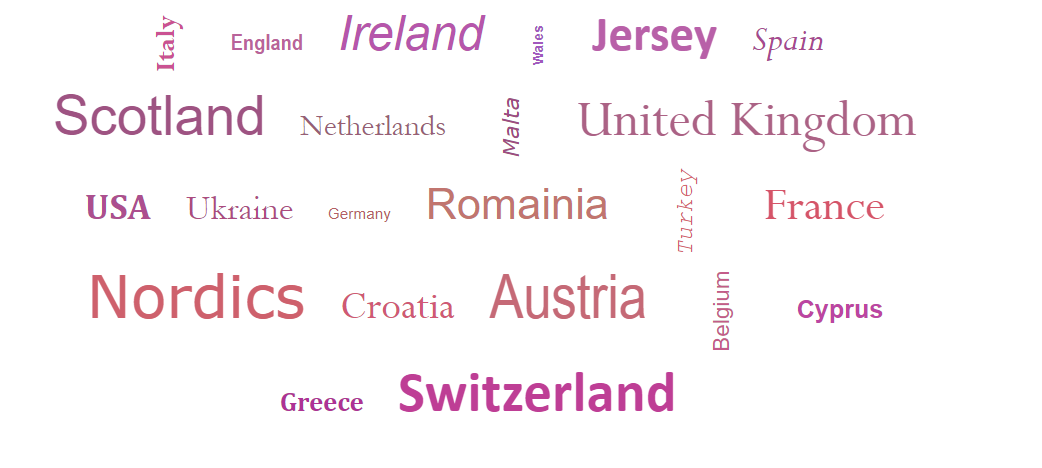 Italy England Ireland Wales Jersey Spain
Scotland Netherlands Malta United Kingdom
USA Ukraine Germany Romainia Turkey France
Nordics Croatia Austria Belgium Cyprus
Greece Switzerland